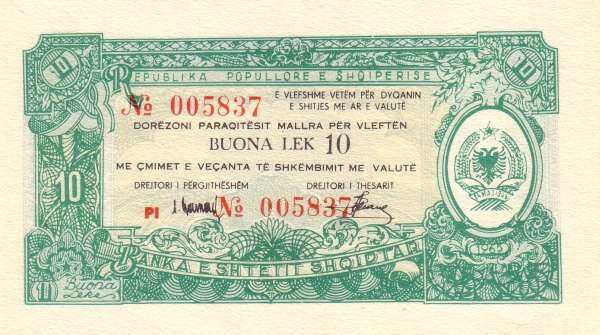 10
10
REPUBLIKA POPULLORE E SHQIPERISE
№ 005837
E VLEFSHME VETËM PËR DYQANIN
E SHITJES ME AR E VALUTË
DORËZONI PARAQITËSIT MALLRA PËR VLEFTËN
BUONA LEK 10
ME ÇMIMET E VEÇANTA TË SHKËMBIMIT ME VALUTË
DREJTORI I PËRGJITHËSHËM
DREJTORI I THESARIT
10
PI
№ 005837
1965
BANKA E SHTETIT SHQIPTAR
Buona
Leke